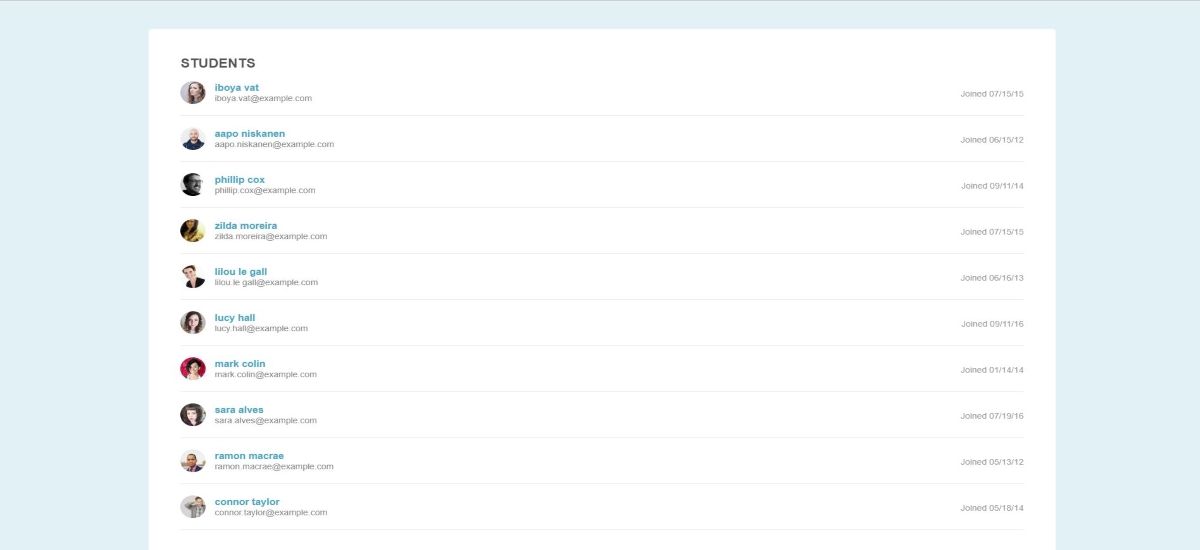 STUDENTS
iboya vat
iboya.vat@example.com
Joined 07/15/15
aapo niskanen
aapo.niskanen@example.com
Joined 06/15/12
phillip cox
phillip.cox@example.com
Joined 09/11/14
zilda moreira
zilda.moreira@example.com
Joined 07/15/15
lilou le gall
lilou.le gall@example.com
Joined 06/16/13
lucy hall
lucy.hall@example.com
Joined 09/11/16
mark colin
mark.colin@example.com
Joined 01/14/14
sara alves
sara.alves@example.com
Joined 07/19/16
ramon macrae
ramon.macrae@example.com
Joined 05/13/12
connor taylor
connor.taylor@example.com
Joined 05/18/14